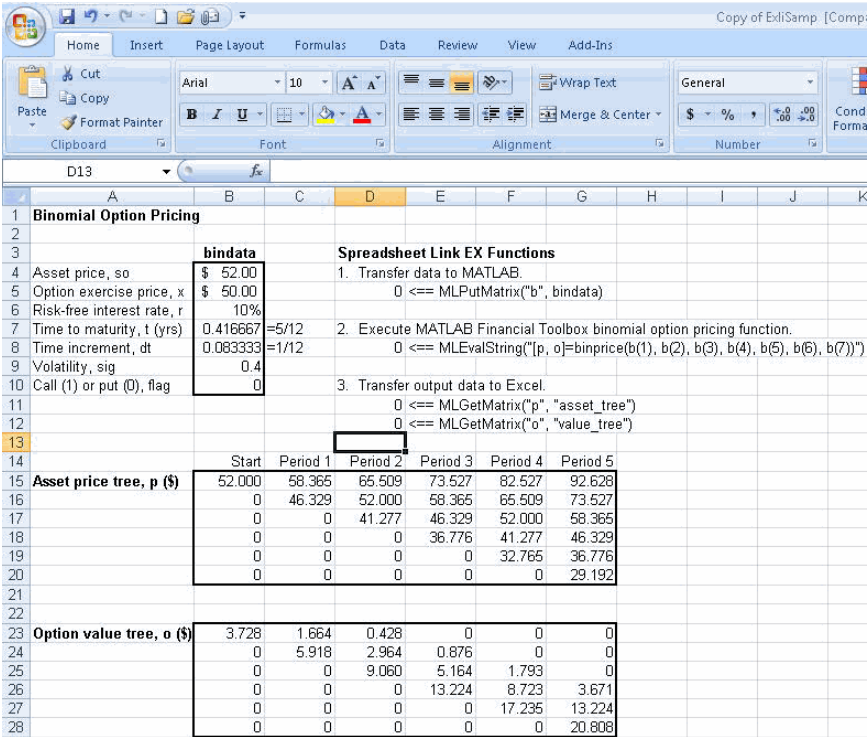 Copy of ExliSamp [Compa
Home Insert Page Layout Formulas Data Review View Add-Ins
Cut
Copy
Format Painter
Paste
Clipboard
Arial 10 A A
B I U A
Font
Wrap Text
Merge & Center
Alignment
General
$ % , .0 .00 .00 .0
Number
Cond
Forma
D13 fx
A B C D E F G H I J K
1 Binomial Option Pricing
2
3 bindata Spreadsheet Link EX Functions
4 Asset price, so $ 52.00 1. Transfer data to MATLAB.
5 Option exercise price, x $ 50.00 0 <== MLPutMatrix("b", bindata)
6 Risk-free interest rate, r 10%
7 Time to maturity, t (yrs) 0.416667 =5/12 2. Execute MATLAB Financial Toolbox binomial option pricing function.
8 Time increment, dt 0.083333 =1/12 0 <== MLEvalString("[p, o]=binprice(b(1), b(2), b(3), b(4), b(5), b(6), b(7))")
9 Volatility, sig 0.4
10 Call (1) or put (0), flag 0 3. Transfer output data to Excel.
11 0 <== MLGetMatrix("p", "asset_tree")
12 0 <== MLGetMatrix("o", "value_tree")
13
14 Start Period 1 Period 2 Period 3 Period 4 Period 5
15 Asset price tree, p ($) 52.000 58.365 65.509 73.527 82.527 92.628
16 0 46.329 52.000 58.365 65.509 73.527
17 0 0 41.277 46.329 52.000 58.365
18 0 0 0 36.776 41.277 46.329
19 0 0 0 0 32.765 36.776
20 0 0 0 0 0 29.192
21
22
23 Option value tree, o ($) 3.728 1.664 0.428 0 0 0
24 0 5.918 2.964 0.876 0 0
25 0 0 9.060 5.164 1.793 0
26 0 0 0 13.224 8.723 3.671
27 0 0 0 0 17.235 13.224
28 0 0 0 0 0 20.808